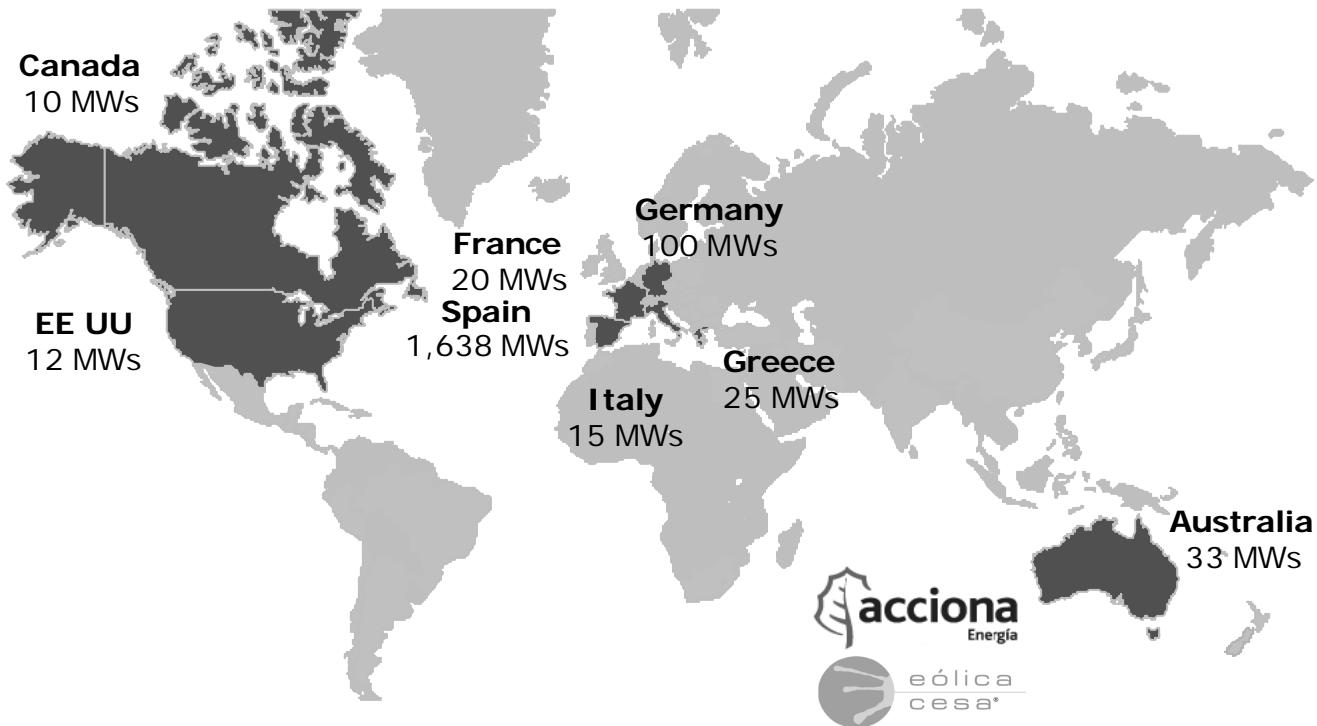 Canada
10 MWs
Germany
100 MWs
France
20 MWs
Spain
1,638 MWs
EE UU
12 MWs
Greece
25 MWs
Italy
15 MWs
Australia
33 MWs
acciona
Energía
eólica
cesa®